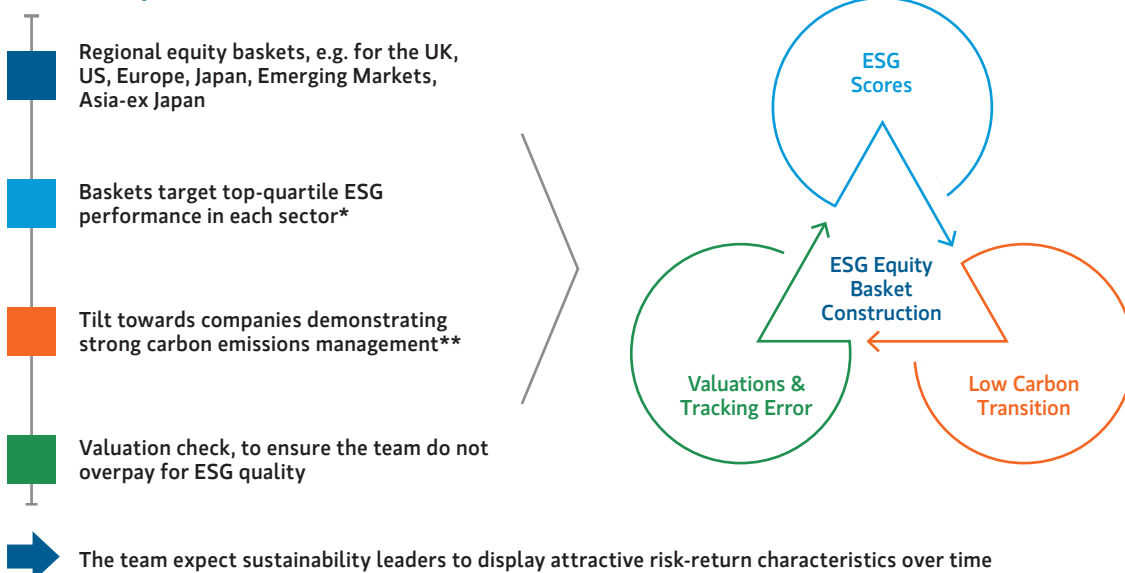 Regional equity baskets, e.g. for the UK,
US, Europe, Japan, Emerging Markets,
Asia-ex Japan
Baskets target top-quartile ESG
performance in each sector*
Tilt towards companies demonstrating
strong carbon emissions management**
Valuation check, to ensure the team do not
overpay for ESG quality
ESG
Scores
ESG Equity
Basket
Construction
Valuations &
Tracking Error
Low Carbon
Transition
The team expect sustainability leaders to display attractive risk-return characteristics over time